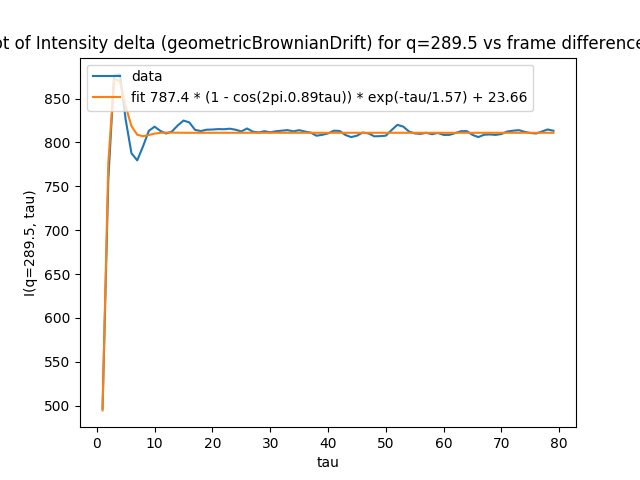 ot of Intensity delta (geometricBrownianDrift) for q=289.5 vs frame difference
data
fit 787.4 * (1 - cos(2pi.0.89tau)) * exp(-tau/1.57) + 23.66
850
800
750
700
650
600
550
500
I(q=289.5, tau)
0 10 20 30 40 50 60 70 80
tau